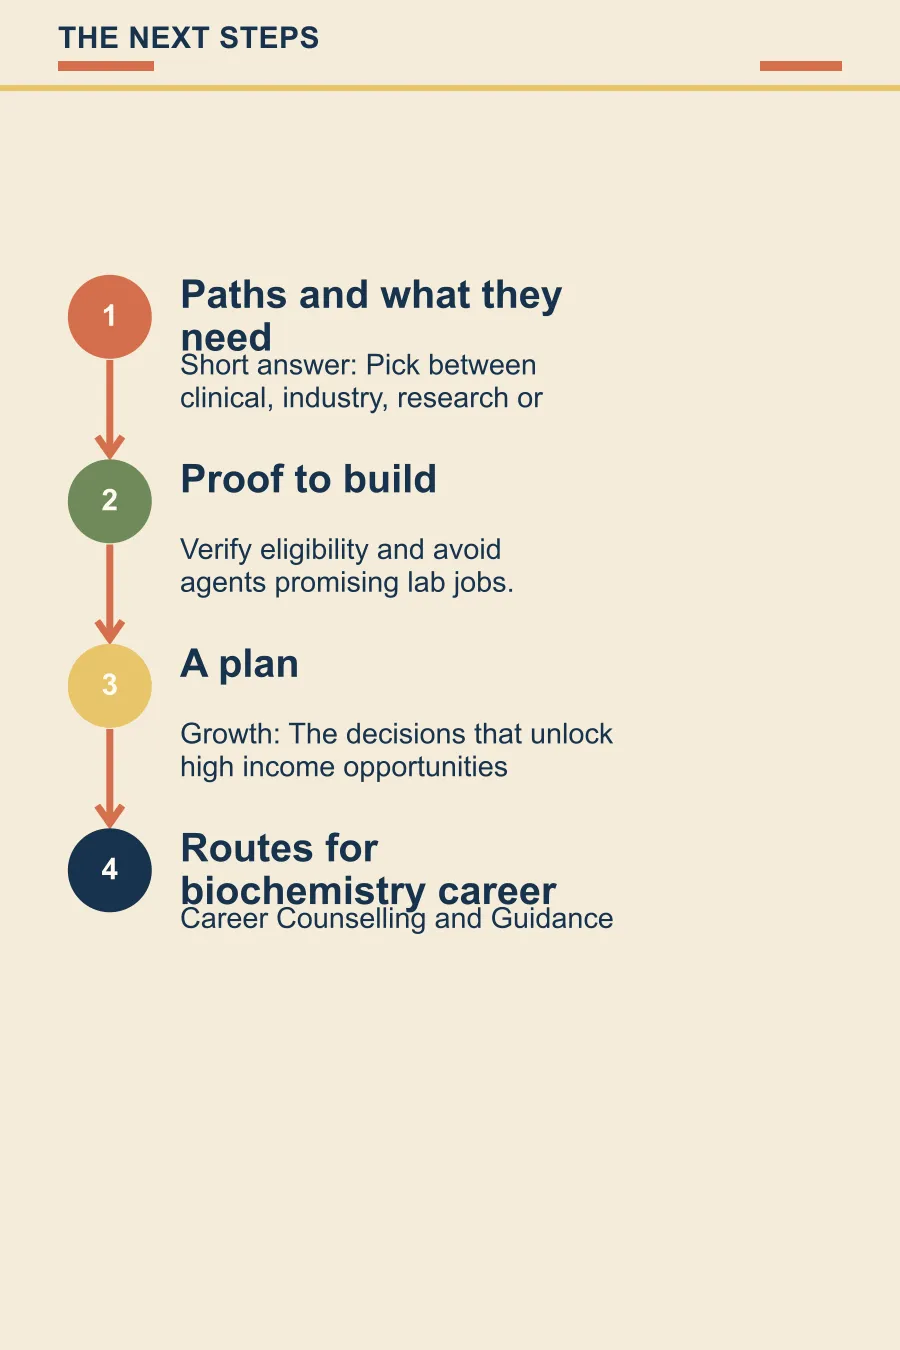 THE NEXT STEPS
1
Paths and what they
need
Short answer: Pick between
clinical, industry, research or
2
Proof to build
Verify eligibility and avoid
agents promising lab jobs.
3
A plan
Growth: The decisions that unlock
high income opportunities
4
Routes for
biochemistry career
Career Counselling and Guidance